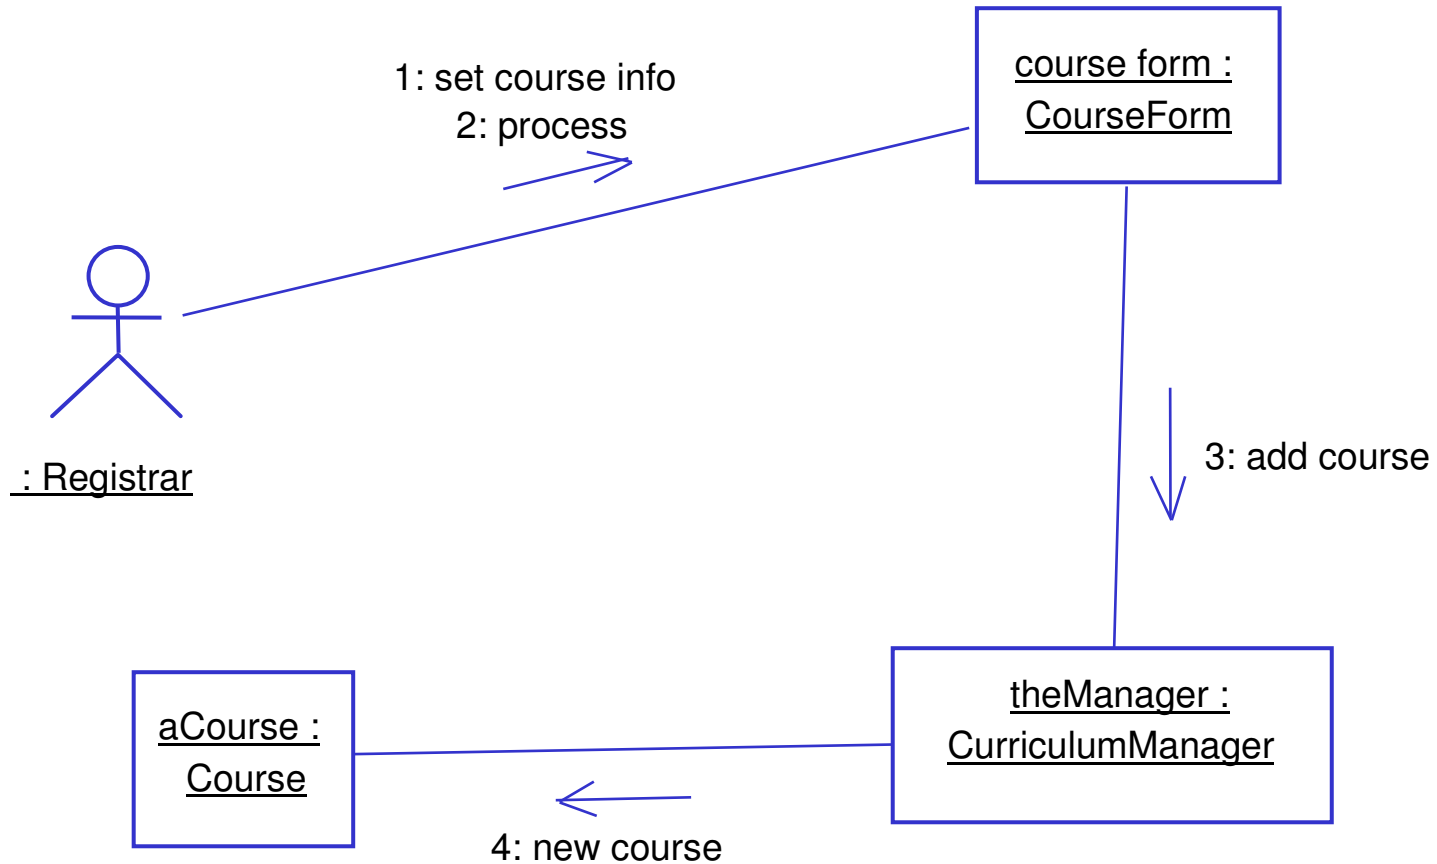 1: set course info
2: process
course form :
CourseForm
: Registrar
3: add course
theManager :
CurriculumManager
aCourse :
Course
4: new course